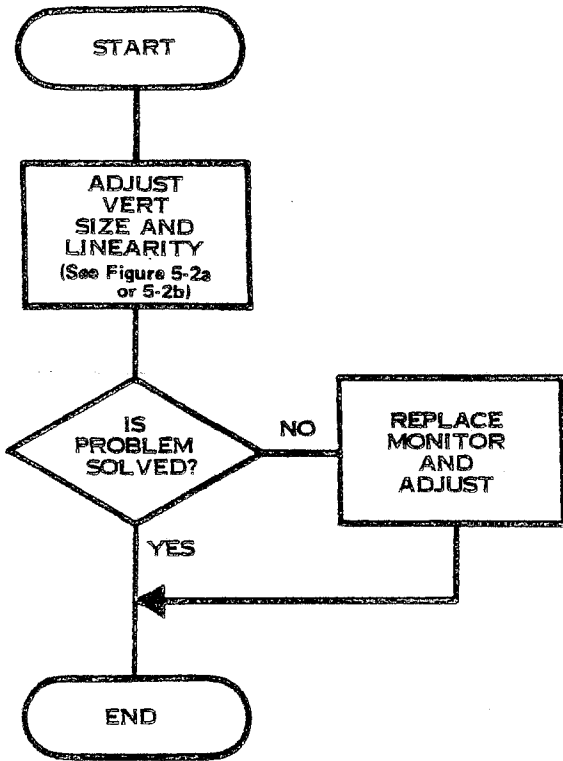 START
ADJUST
VERT
SIZE AND
LINEARITY
(See Figure 5-2a
or 5-2b)
IS
PROBLEM
SOLVED?
NO
REPLACE
MONITOR
AND
ADJUST
YES
END